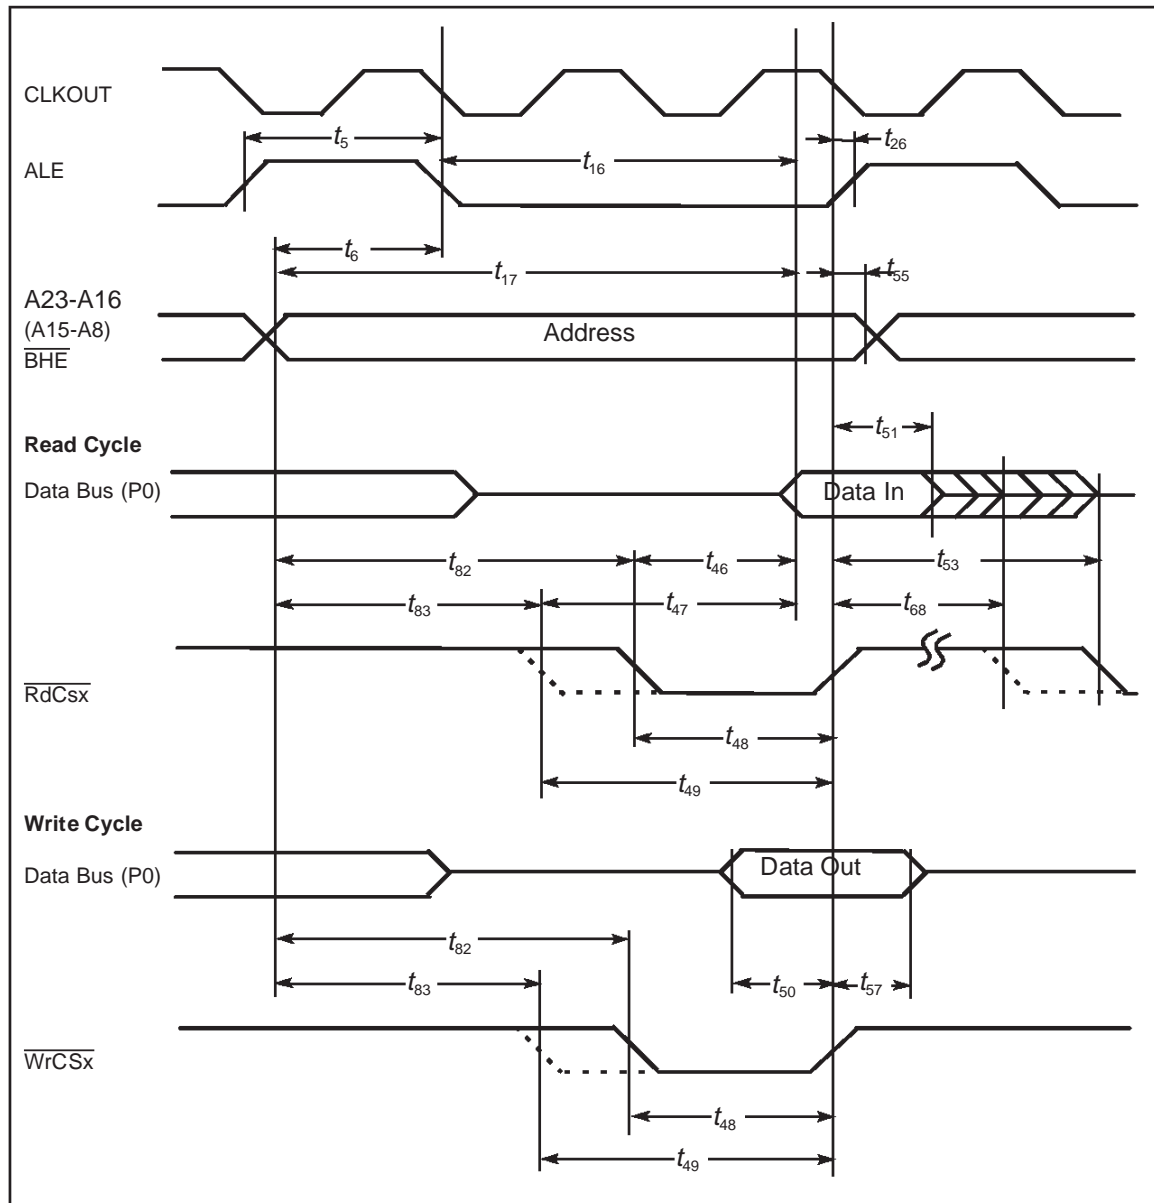 CLKOUT
t5
t26
ALE
t16
t6
t17
t55
A23-A16
(A15-A8)
BHE
Address
t51
Read Cycle
Data Bus (P0)
Data In
t82
t46
t53
t83
t47
t68
RdCsx
t48
t49
Write Cycle
Data Bus (P0)
Data Out
t82
t83
t50
t57
WrCSx
t48
t49